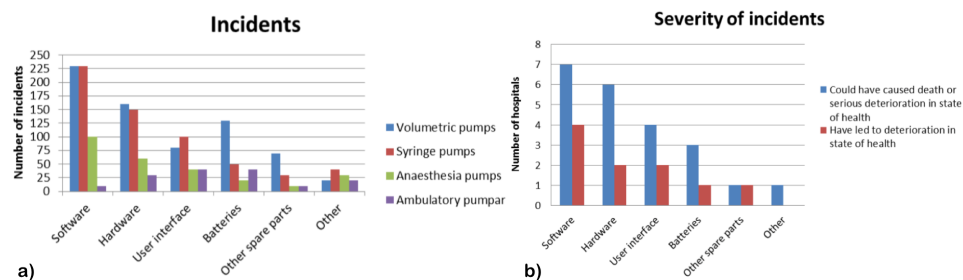 Incidents
Number of incidents
250
225
200
175
150
125
100
75
50
25
0
Software
Hardware
User interface
Batteries
Other spare parts
Other
Volumetric pumps
Syringe pumps
Anaesthesia pumps
Ambulatory pumpar
a)
Severity of incidents
Number of hospitals
8
7
6
5
4
3
2
1
0
Software
Hardware
User interface
Batteries
Other spare parts
Other
Could have caused death or
serious deterioration in state
of health
Have led to deterioration in
state of health
b)